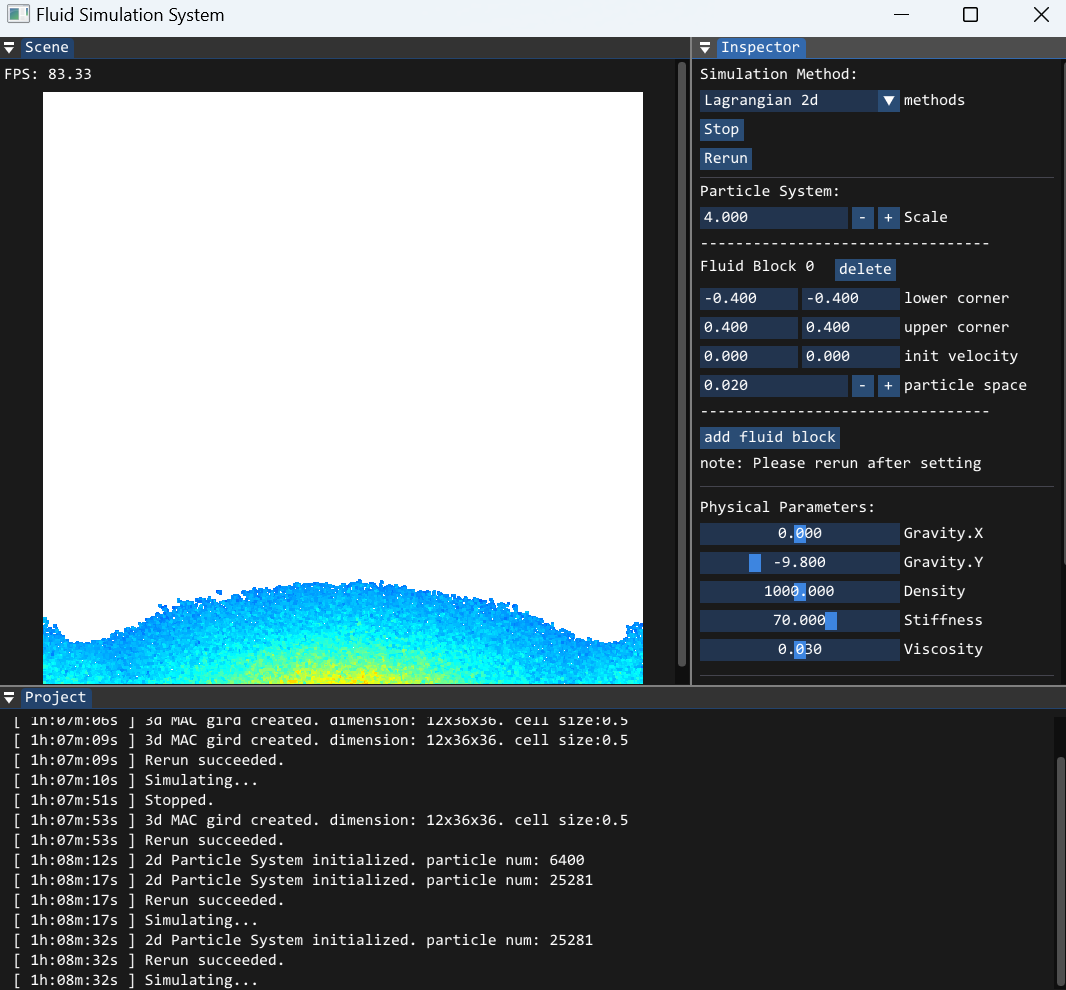 Fluid Simulation System
Scene
FPS: 83.33
Inspector
Simulation Method:
Lagrangian 2d methods
Stop
Rerun
Particle System:
4.000 - + Scale
---------------------------------
Fluid Block 0 delete
-0.400 -0.400 lower corner
0.400 0.400 upper corner
0.000 0.000 init velocity
0.020 - + particle space
---------------------------------
add fluid block
note: Please rerun after setting
Physical Parameters:
0.000 Gravity.X
-9.800 Gravity.Y
1000.000 Density
70.000 Stiffness
0.030 Viscosity
Project
[ 1h:07m:06s ] 3d MAC gird created. dimension: 12x36x36. cell size:0.5
[ 1h:07m:09s ] 3d MAC gird created. dimension: 12x36x36. cell size:0.5
[ 1h:07m:09s ] Rerun succeeded.
[ 1h:07m:10s ] Simulating...
[ 1h:07m:51s ] Stopped.
[ 1h:07m:53s ] 3d MAC gird created. dimension: 12x36x36. cell size:0.5
[ 1h:07m:53s ] Rerun succeeded.
[ 1h:08m:12s ] 2d Particle System initialized. particle num: 6400
[ 1h:08m:17s ] 2d Particle System initialized. particle num: 25281
[ 1h:08m:17s ] Rerun succeeded.
[ 1h:08m:17s ] Simulating...
[ 1h:08m:32s ] 2d Particle System initialized. particle num: 25281
[ 1h:08m:32s ] Rerun succeeded.
[ 1h:08m:32s ] Simulating...